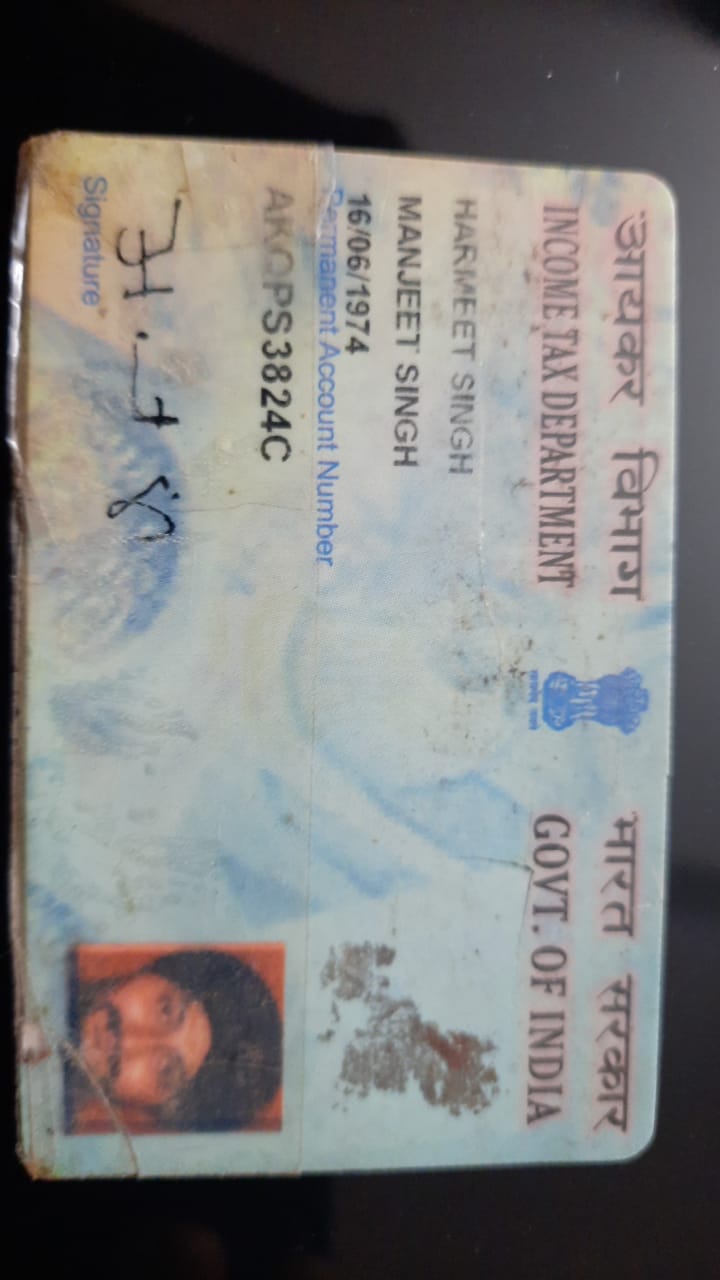 आयकर विभाग
INCOME TAX DEPARTMENT
भारत सरकार
GOVT. OF INDIA
HARMEET SINGH
MANJEET SINGH
16/06/1974
Permanent Account Number
AKQPS3824C
Signature